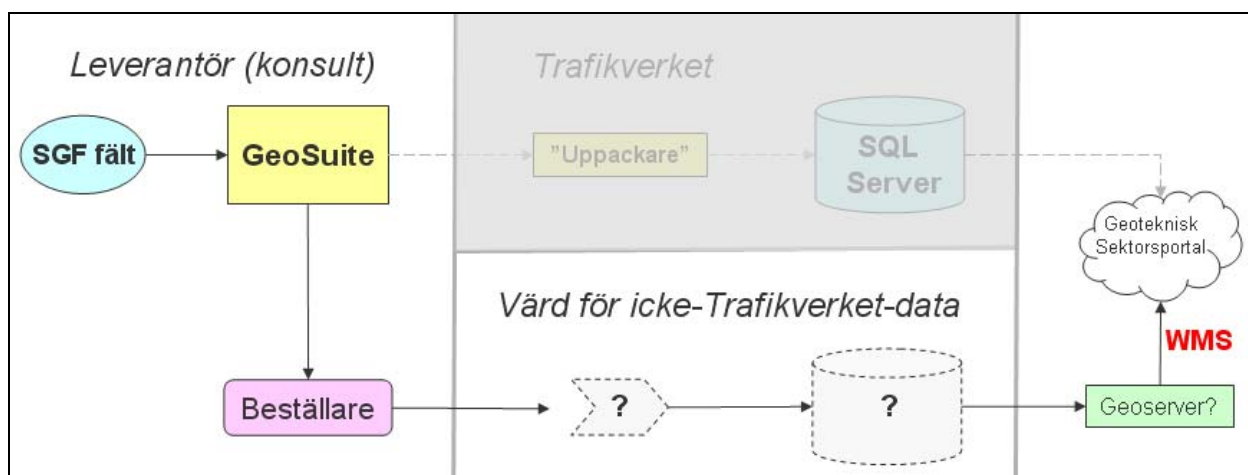 Leverantör (konsult)
Trafikverket
SGF fält
GeoSuite
"Uppackare"
SQL
Server
Geoteknisk
Sektorsportal
Värd för icke-Trafikverket-data
WMS
Beställare
?
?
Geoserver?